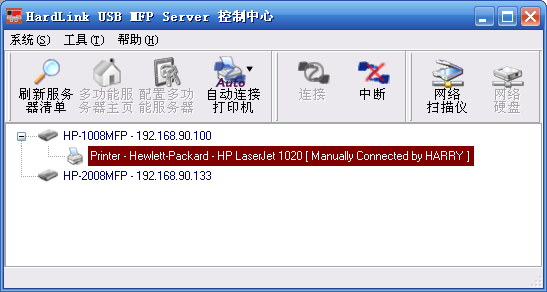 HardLink USB MFP Server 控制中心
系统(S) 工具(T) 帮助(H)
刷新服务器清单
多功能服务器主页
配置多功能服务器
Auto
自动连接打印机
连接
中断
网络扫描仪
网络硬盘
HP-1008MFP - 192.168.90.100
Printer - Hewlett-Packard - HP LaserJet 1020 [ Manually Connected by HARRY ]
HP-2008MFP - 192.168.90.133